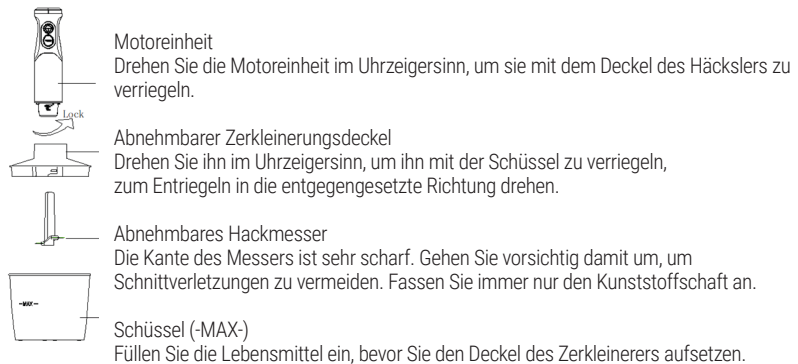 Motoreinheit
Drehen Sie die Motoreinheit im Uhrzeigersinn, um sie mit dem Deckel des Häckslers zu
verriegeln.
Lock
Abnehmbarer Zerkleinerungsdeckel
Drehen Sie ihn im Uhrzeigersinn, um ihn mit der Schüssel zu verriegeln,
zum Entriegeln in die entgegengesetzte Richtung drehen.
Abnehmbares Hackmesser
Die Kante des Messers ist sehr scharf. Gehen Sie vorsichtig damit um, um
Schnittverletzungen zu vermeiden. Fassen Sie immer nur den Kunststoffschaft an.
-MAX-
Schüssel (-MAX-)
Füllen Sie die Lebensmittel ein, bevor Sie den Deckel des Zerkleinerers aufsetzen.